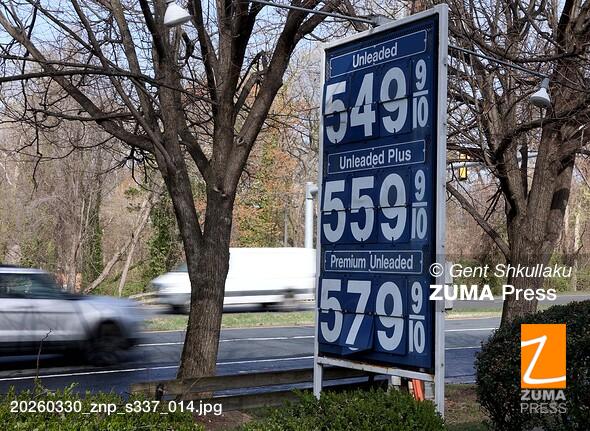 Unleaded
549 9/10
Unleaded Plus
559 9/10
Premium Unleaded
579 9/10
© Gent Shkullaku
ZUMA Press
20260330_znp_s337_014.jpg
Z
ZUMA
PRESS